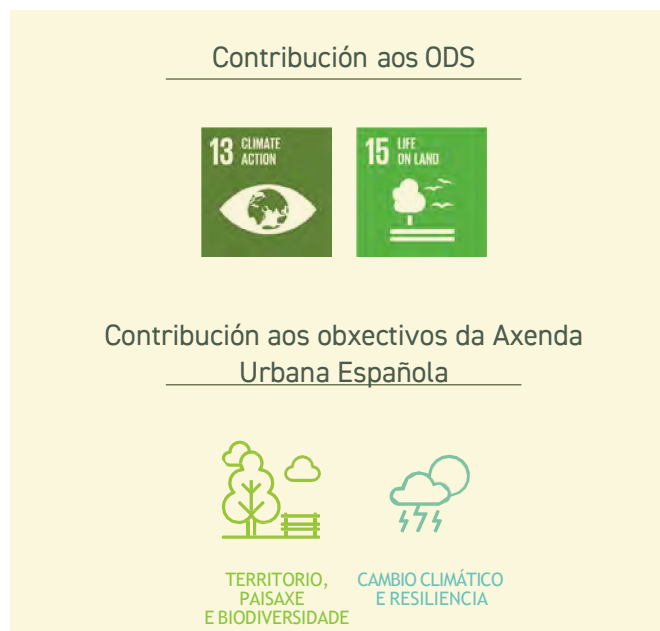 Contribución aos ODS
13 CLIMATE
ACTION
15 LIFE
ON LAND
Contribución aos obxectivos da Axenda
Urbana Española
TERRITORIO,
PAISAXE
E BIODIVERSIDADE
CAMBIO CLIMÁTICO
E RESILIENCIA